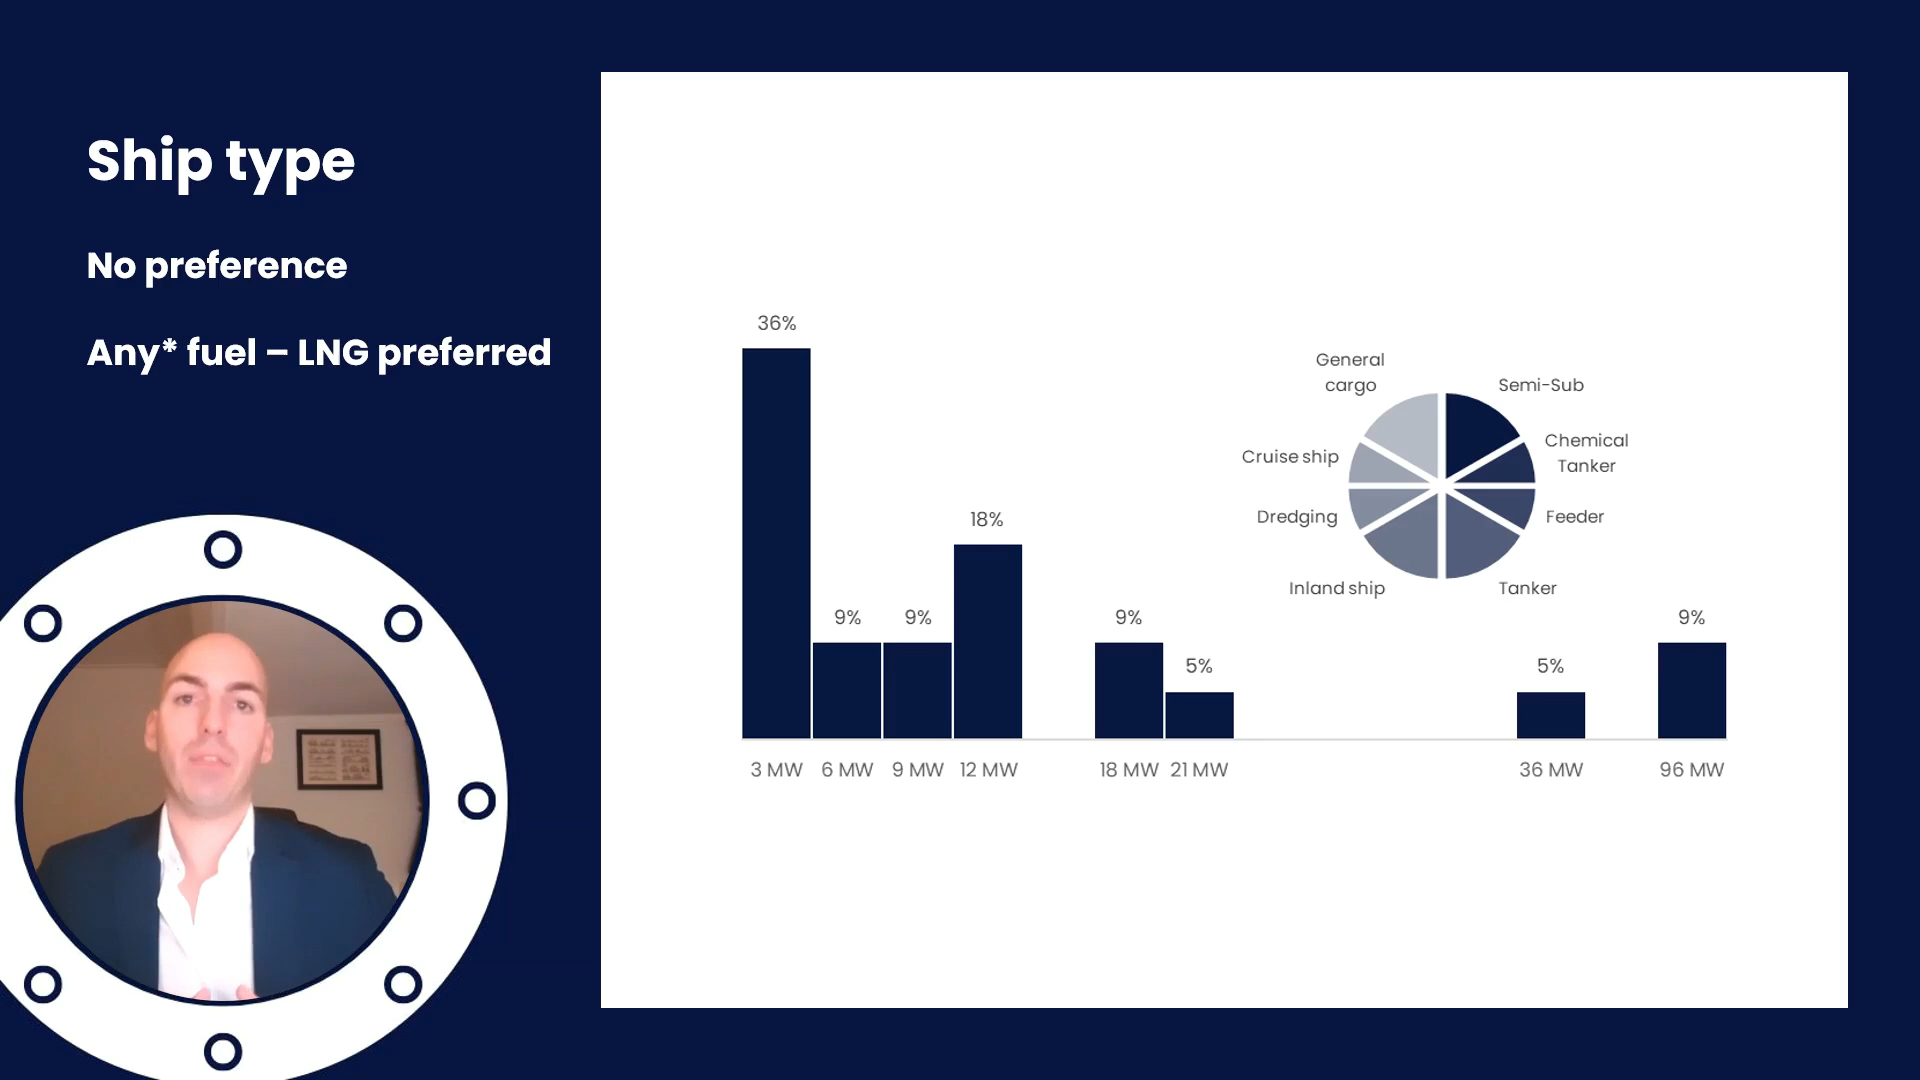 Ship type
No preference
Any* fuel – LNG preferred
36%
9%
9%
18%
9%
5%
5%
9%
3 MW
6 MW
9 MW
12 MW
18 MW
21 MW
36 MW
96 MW
General
cargo
Semi-Sub
Cruise ship
Chemical
Tanker
Dredging
Feeder
Inland ship
Tanker